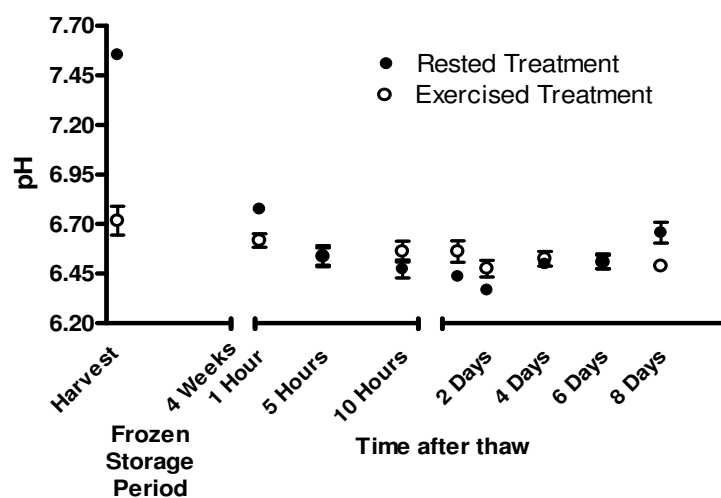 7.70
7.45
7.20
6.95
6.70
6.45
6.20
pH
Rested Treatment
Exercised Treatment
Harvest
4 Weeks
1 Hour
5 Hours
10 Hours
2 Days
4 Days
6 Days
8 Days
Frozen
Storage
Period
Time after thaw